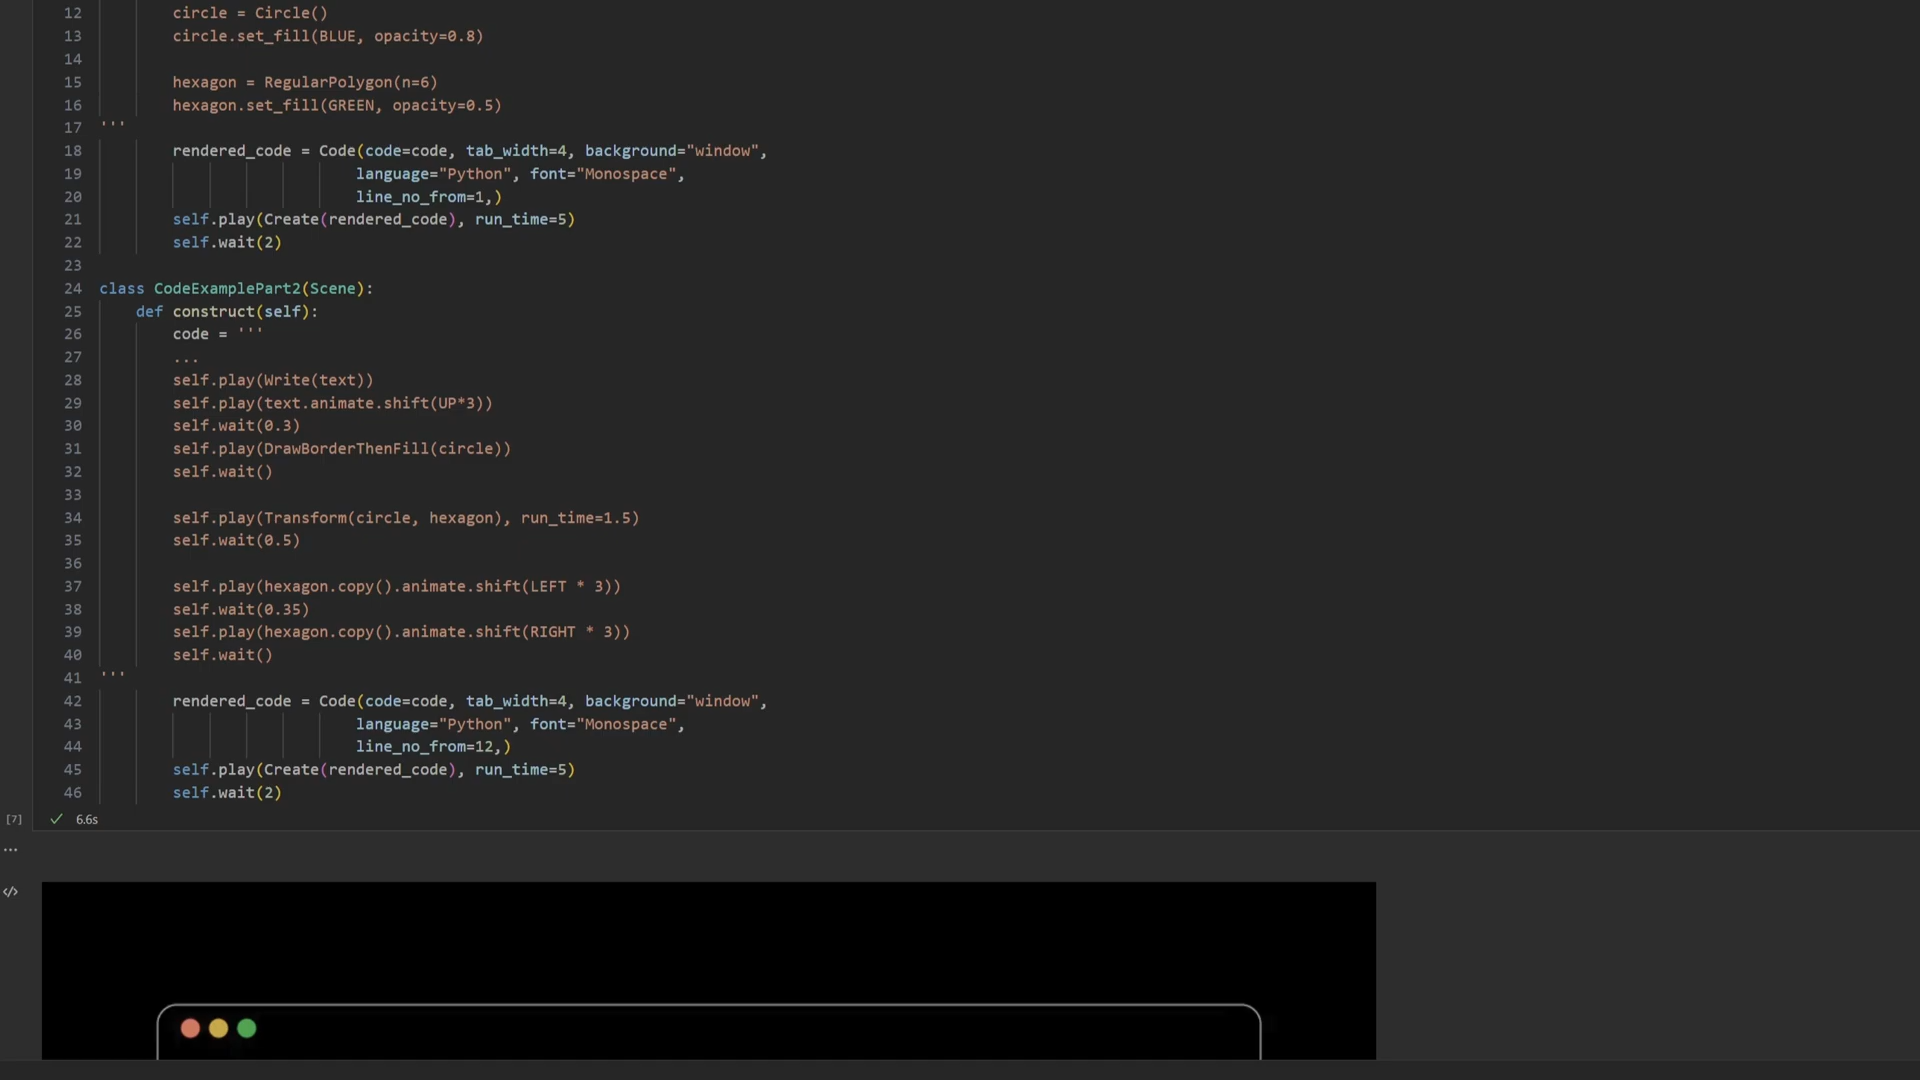 12 circle = Circle()
13 circle.set_fill(BLUE, opacity=0.8)
14
15 hexagon = RegularPolygon(n=6)
16 hexagon.set_fill(GREEN, opacity=0.5)
17 '''
18 rendered_code = Code(code=code, tab_width=4, background="window",
19 language="Python", font="Monospace",
20 line_no_from=1,)
21 self.play(Create(rendered_code), run_time=5)
22 self.wait(2)
23
24 class CodeExamplePart2(Scene):
25 def construct(self):
26 code = '''
27 ...
28 self.play(Write(text))
29 self.play(text.animate.shift(UP*3))
30 self.wait(0.3)
31 self.play(DrawBorderThenFill(circle))
32 self.wait()
33
34 self.play(Transform(circle, hexagon), run_time=1.5)
35 self.wait(0.5)
36
37 self.play(hexagon.copy().animate.shift(LEFT * 3))
38 self.wait(0.35)
39 self.play(hexagon.copy().animate.shift(RIGHT * 3))
40 self.wait()
41 '''
42 rendered_code = Code(code=code, tab_width=4, background="window",
43 language="Python", font="Monospace",
44 line_no_from=12,)
45 self.play(Create(rendered_code), run_time=5)
46 self.wait(2)
[7] ✓ 6.6s
...
</>